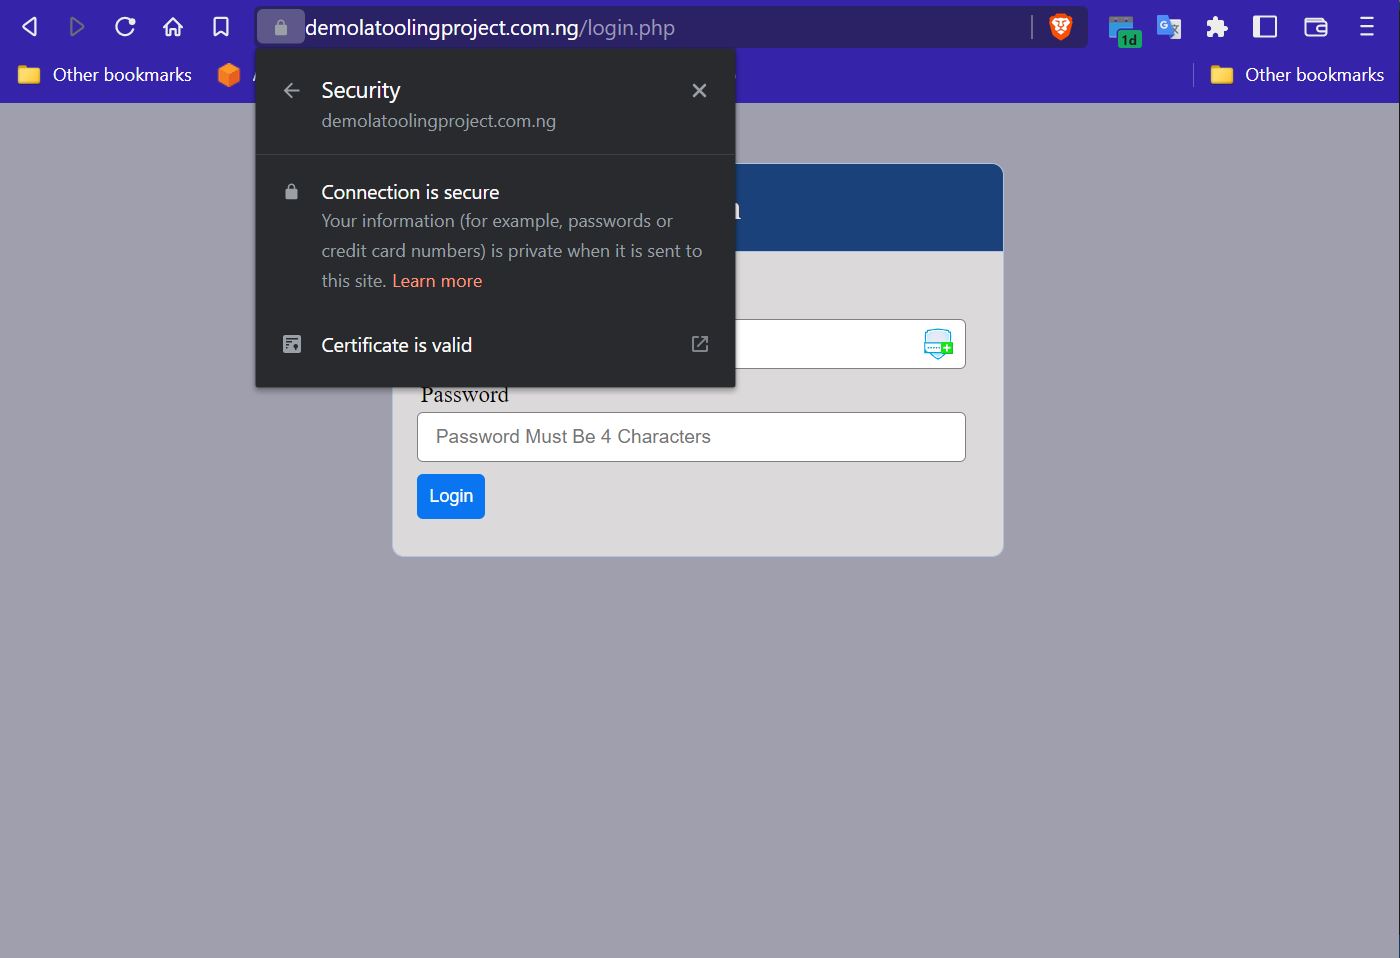 demolatoolingproject.com.ng/login.php
1d
Other bookmarks
Other bookmarks
Security
demolatoolingproject.com.ng
Connection is secure
Your information (for example, passwords or
credit card numbers) is private when it is sent to
this site. Learn more
Certificate is valid
Password
Password Must Be 4 Characters
Login